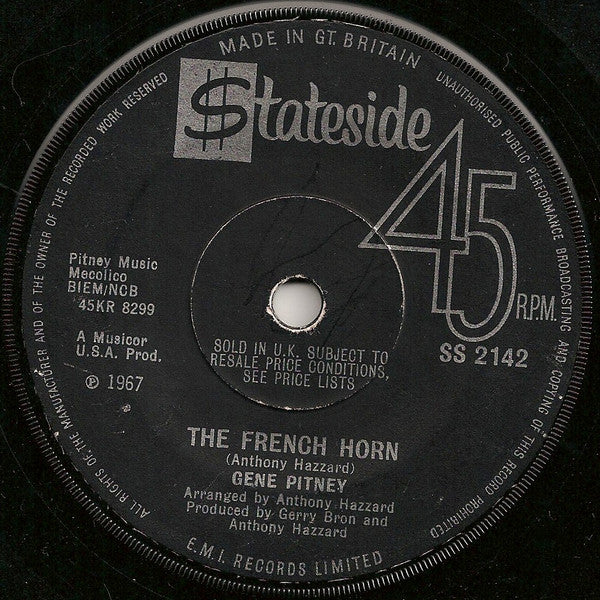 MADE IN GT. BRITAIN
UNAUTHORISED PUBLIC PERFORMANCE BROADCASTING AND COPYING OF THIS RECORD PROHIBITED
ALL RIGHTS OF THE MANUFACTURER AND OF THE OWNER OF THE RECORDED WORK RESERVED
$tateside
45 R.P.M.
SS 2142
Pitney Music
Mecolico
BIEM/NCB
45KR 8299
A Musicor
U.S.A. Prod.
℗ 1967
SOLD IN U.K. SUBJECT TO
RESALE PRICE CONDITIONS,
SEE PRICE LISTS
THE FRENCH HORN
(Anthony Hazzard)
GENE PITNEY
Arranged by Anthony Hazzard
Produced by Gerry Bron and
Anthony Hazzard
E.M.I. RECORDS LIMITED